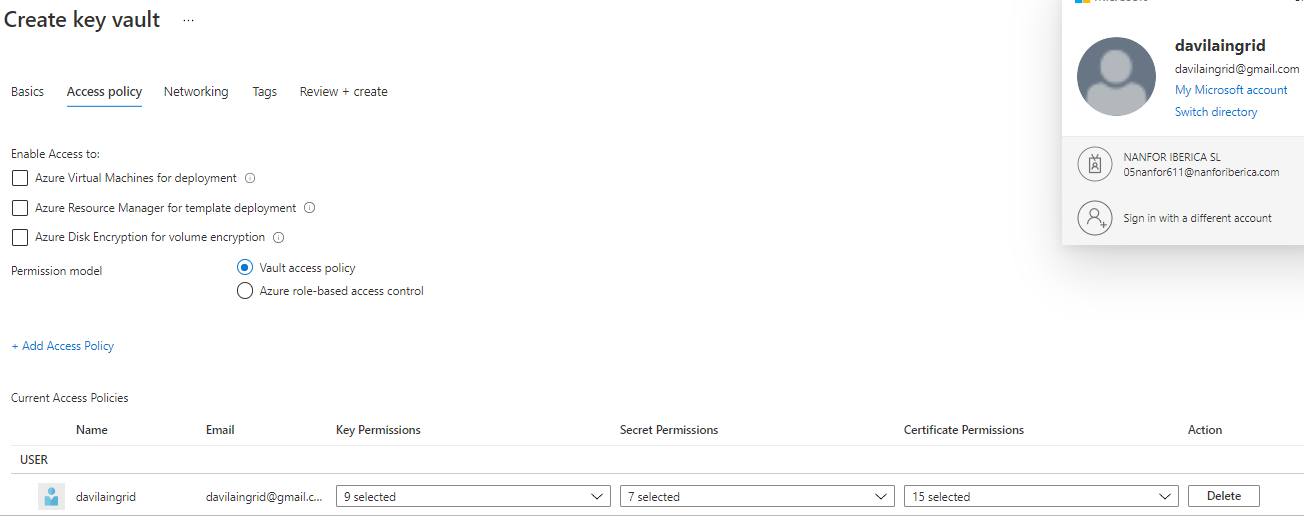 Create key vault ...
davilaingrid
davilaingrid@gmail.com
My Microsoft account
Switch directory
Basics Access policy Networking Tags Review + create
Enable Access to:
Azure Virtual Machines for deployment
Azure Resource Manager for template deployment
Azure Disk Encryption for volume encryption
NANFOR IBERICA SL
05nanfor611@nanforiberica.com
Sign in with a different account
Permission model
Vault access policy
Azure role-based access control
+ Add Access Policy
Current Access Policies
Name Email Key Permissions Secret Permissions Certificate Permissions Action
USER
davilaingrid davilaingrid@gmail.c... 9 selected 7 selected 15 selected Delete